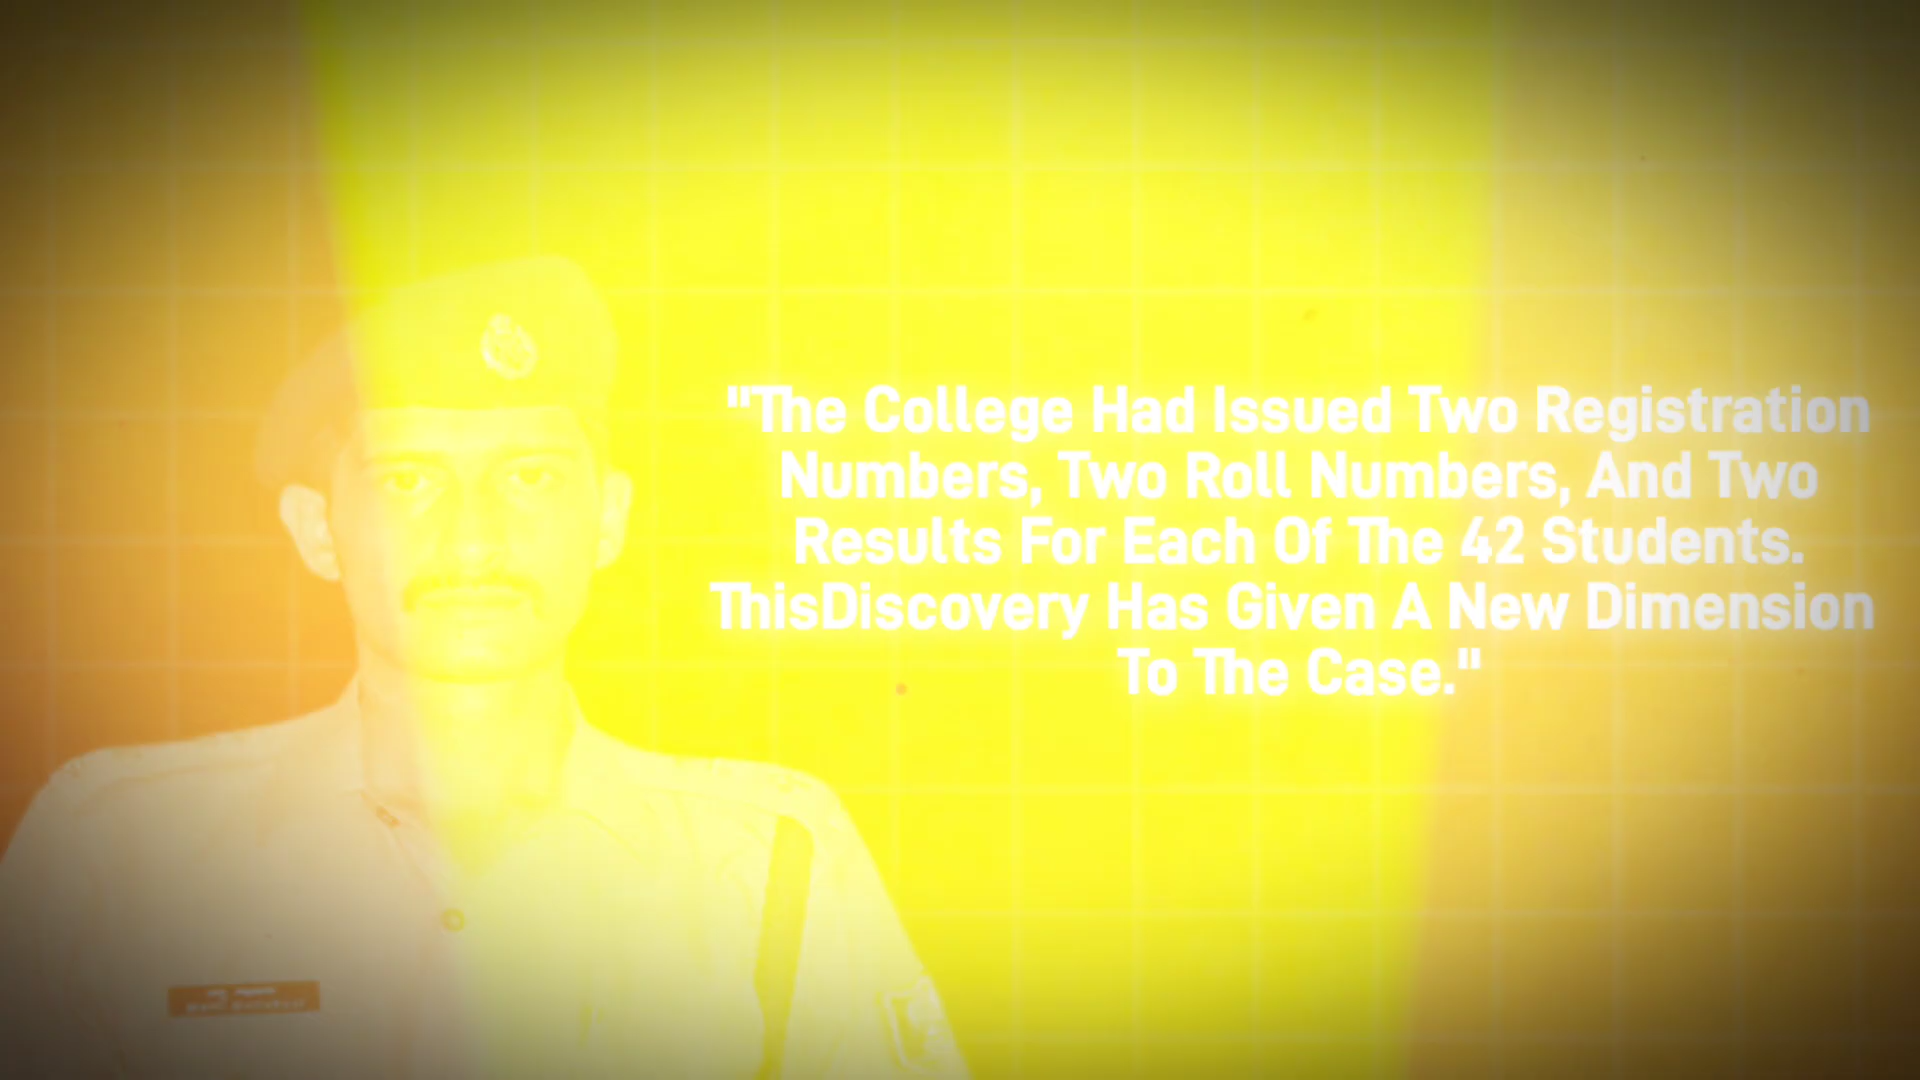 "The College Had Issued Two Registration
Numbers, Two Roll Numbers, And Two
Results For Each Of The 42 Students.
ThisDiscovery Has Given A New Dimension
To The Case."